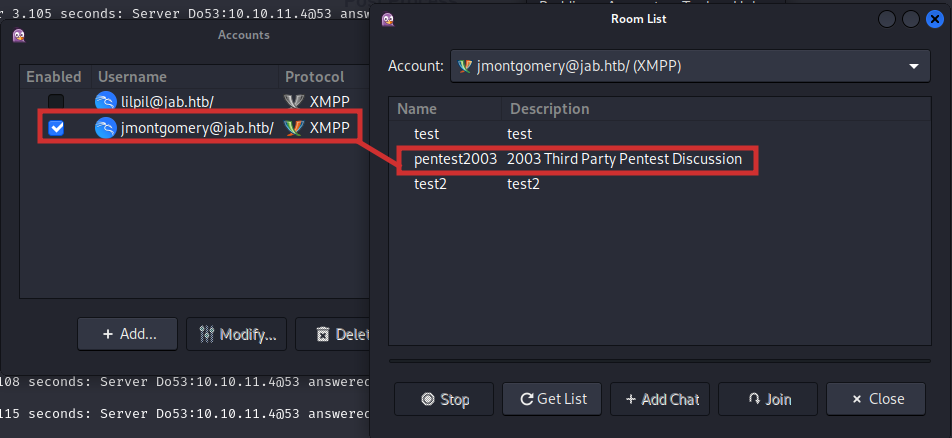 r 3.105 seconds: Server Do53:10.10.11.4@53 answ
Accounts
Enabled Username Protocol
lilpil@jab.htb/ XMPP
jmontgomery@jab.htb/ XMPP
+ Add... Modify... Delet
108 seconds: Server Do53:10.10.11.4@53 answered
115 seconds: Server Do53:10.10.11.4@53 answered
Room List
Account: jmontgomery@jab.htb/ (XMPP)
Name Description
test test
pentest2003 2003 Third Party Pentest Discussion
test2 test2
Stop Get List + Add Chat Join × Close